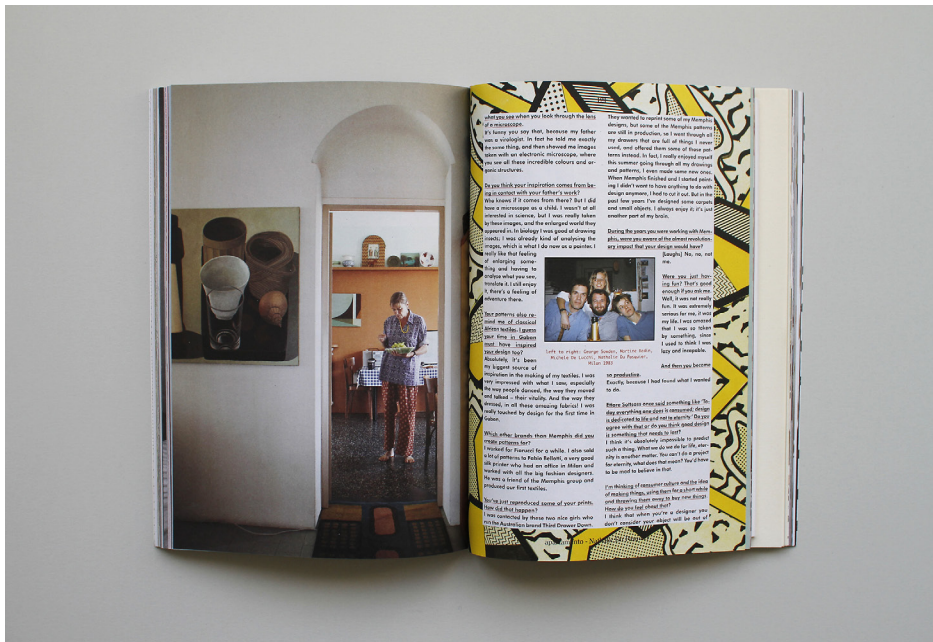 what you see when you look through the lens
of a microscope.
It's funny you say that, because my father
was a virologist. In fact he told me exactly
the same thing, and then showed me images
taken with an electronic microscope, where
you see all these incredible colours and or-
ganic structures.
Do you think your inspiration comes from be-
ing in contact with your father's work?
Who knows if it comes from there? But I did
have a microscope as a child. I wasn't at all
interested in science, but I was really taken
by these images, and the enlarged world they
appeared in. In biology I was good at drawing
insects; I was already kind of analysing the
images, which is what I do now as a painter. I
really like that feeling
of enlarging some-
thing and having to
analyse what you see,
translate it. I still enjoy
it, there's a feeling of
adventure there.
Your patterns also re-
mind me of classical
African textiles. I guess
your time in Gabon
must have inspired
your design too?
Absolutely, it's been
my biggest source of
inspiration in the making of my textiles. I was
very impressed with what I saw, especially
the way people danced, the way they moved
and talked – their vitality. And the way they
dressed, in all these amazing fabrics! I was
really touched by design for the first time in
Gabon.
Which other brands than Memphis did you
create patterns for?
I worked for Fiorucci for a while. I also sold
a lot of patterns to Fabio Bellotti, a very good
silk printer who had an office in Milan and
worked with all the big fashion designers.
He was a friend of the Memphis group and
produced our first textiles.
You've just reproduced some of your prints.
How did that happen?
I was contacted by these two nice girls who
run the Australian brand Third Drawer Down.
They wanted to reprint some of my Memphis
designs, but some of the Memphis patterns
are still in production, so I went through all
my drawers that are full of things I never
used, and offered them some of those pat-
terns instead. In fact, I really enjoyed myself
this summer going through all my drawings
and patterns, I even made some new ones.
When Memphis finished and I started paint-
ing I didn't want to have anything to do with
design anymore, I had to cut it out. But in the
past few years I've designed some carpets
and small objects. I always enjoy it; it's just
another part of my brain.
During the years you were working with Mem-
phis, were you aware of the almost revolution-
ary impact that your design would have?
[Laughs] No, no, not
me.
Were you just hav-
ing fun?
That's good
enough if you ask me.
Well, it was not really
fun. It was extremely
serious for me, it was
my life. I was amazed
that I was so taken
by something, since
I used to think I was
lazy and incapable.
And then you became
so productive.
Exactly, because I had found what I wanted
to do.
Ettore Sottsass once said something like 'To-
day everything one does is consumed; design
is dedicated to life and not to eternity.' Do you
agree with that or do you think good design
is something that needs to last?
I think it's absolutely impossible to predict
such a thing. What we do we do for life, eter-
nity is another matter. You can't do a project
for eternity, what does that mean? You'd have
to be mad to believe in that.
I'm thinking of consumer culture and the idea
of making things, using them for a short while
and throwing them away to buy new things.
How do you feel about that?
I think that when you're a designer you
don't consider your object will be out of
left to right: George Sowden, Martine Bedin,
Michele De Lucchi, Nathalie Du Pasquier,
Milan 1982
apartamento -